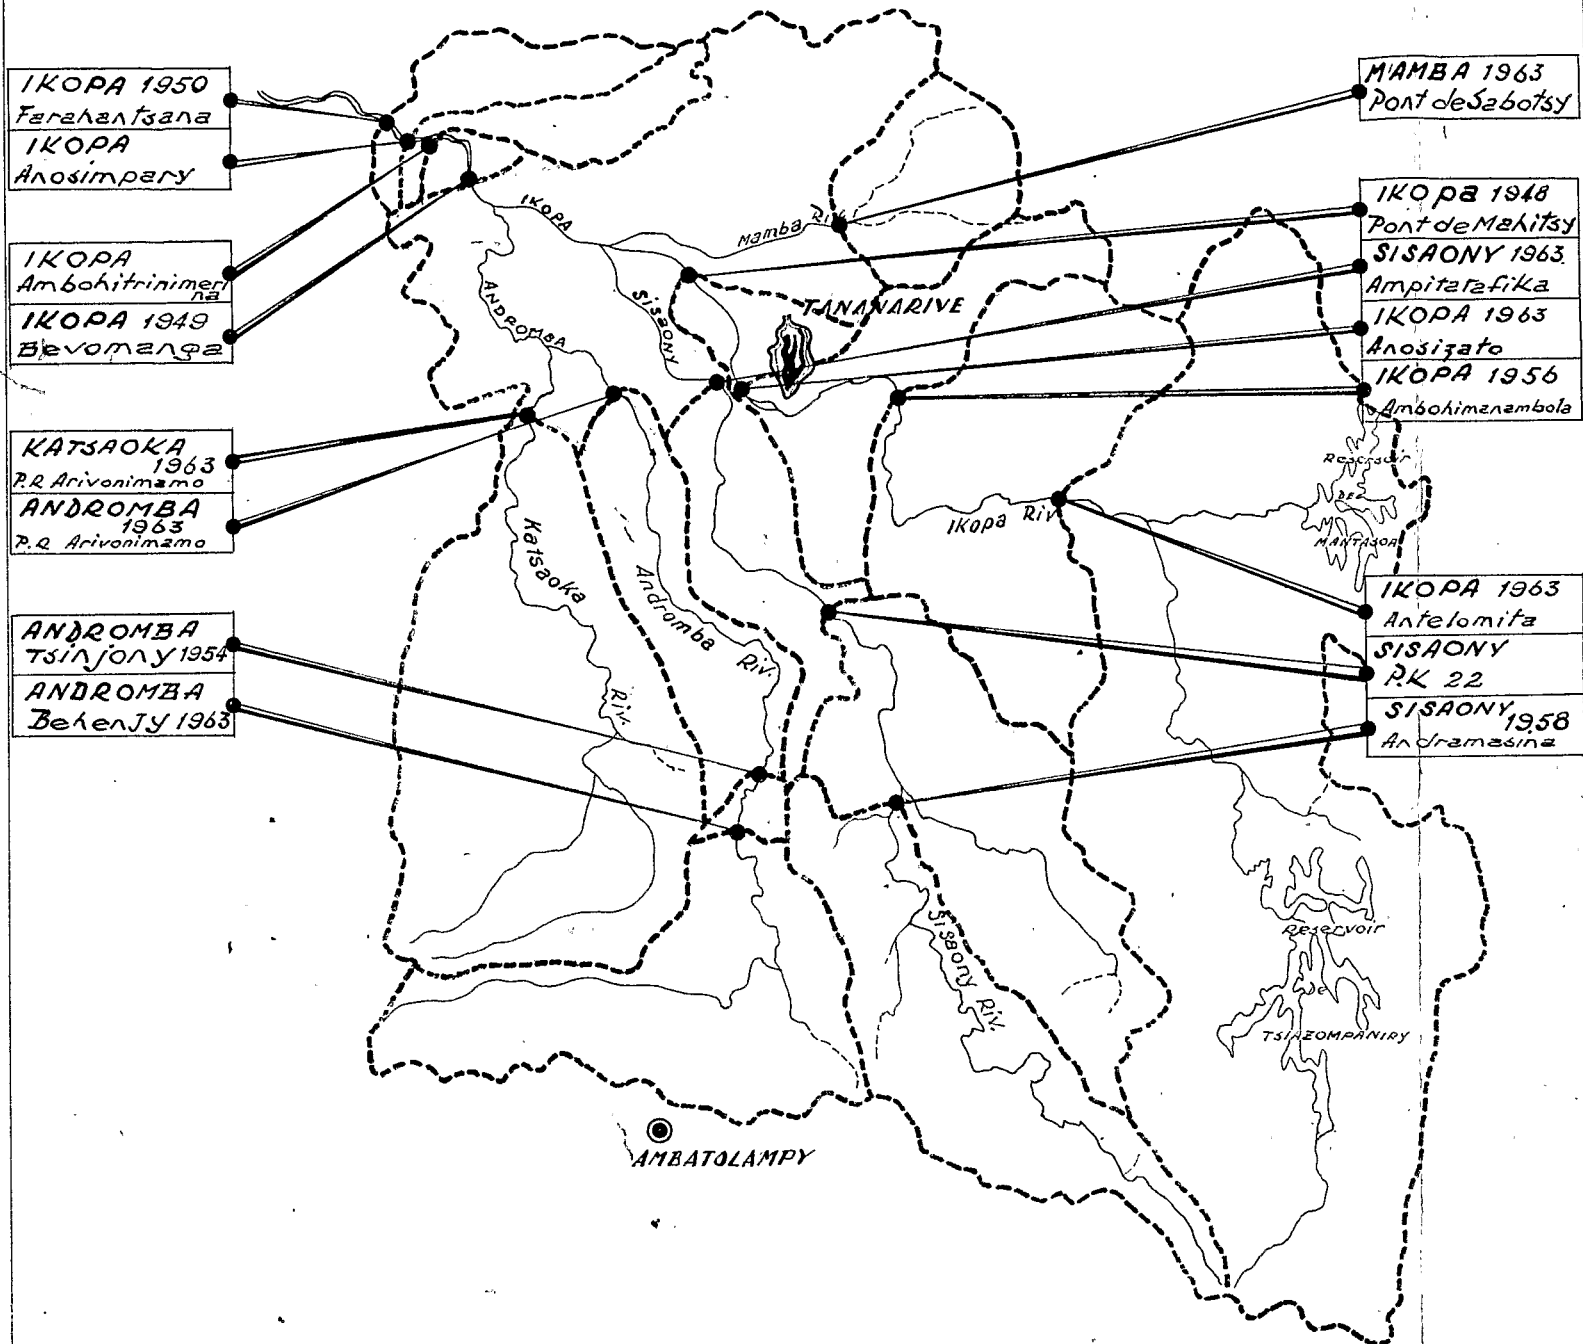 IKOPA 1950
Farahantsana
IKOPA
Anosimpary
IKOPA
Ambohitrinimeri
na
IKOPA 1949
Bevomanga
KATSAOKA
1963
P.R Arivonimamo
ANDROMBA
1963
P.R Arivonimamo
ANDROMBA
Tsinjony 1954
ANDROMBA
BehenJy 1963
M'AMBA 1963
Pont deSabotsy
IKOpa 1948
Pont de Mahitsy
SISAONY 1963
Ampitatafika
IKOPA 1963
Anosizato
IKOPA 1956
Ambohimanambola
IKOPA 1963
Antelomita
SISAONY
P.K 22
SISAONY
1958
Andramasina
IKOPA
Mamba Riv
ANDROMBA
Sisaony
TANANARIVE
IKopa Riv
Reservoir
DE
MANTASOA
Katsaoka
Riv.
Andromba
Riv.
Sisaony Riv.
Reservoir
De
TSIAZOMPANIRY
AMBATOLAMPY